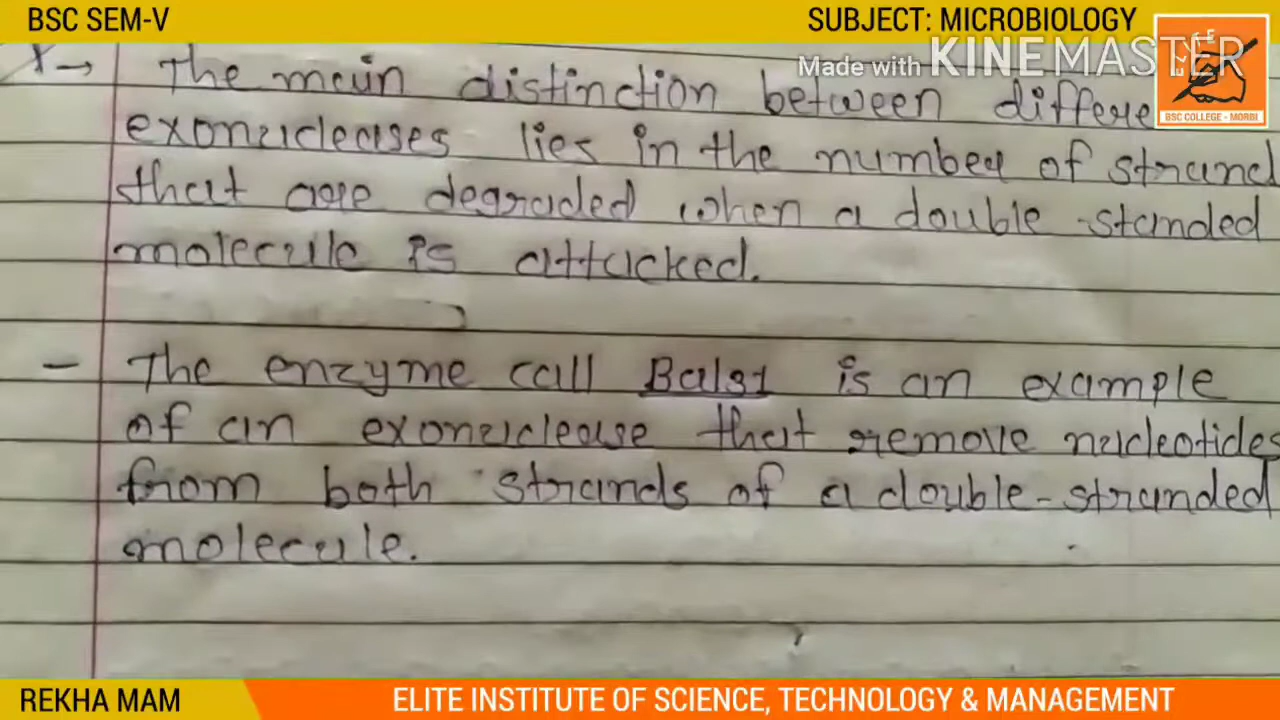 BSC SEM-V
SUBJECT: MICROBIOLOGY
Made with KINEMASTER
BSC COLLEGE - MORBI
The main distinction between differe
exonucleases lies in the number of strand
that are degraded when a double-standed
molecule is attacked.
- The enzyme call Bal31 is an example
of an exonuclease that remove nucleotides
from both strands of a double-stranded
molecule.
REKHA MAM
ELITE INSTITUTE OF SCIENCE, TECHNOLOGY & MANAGEMENT